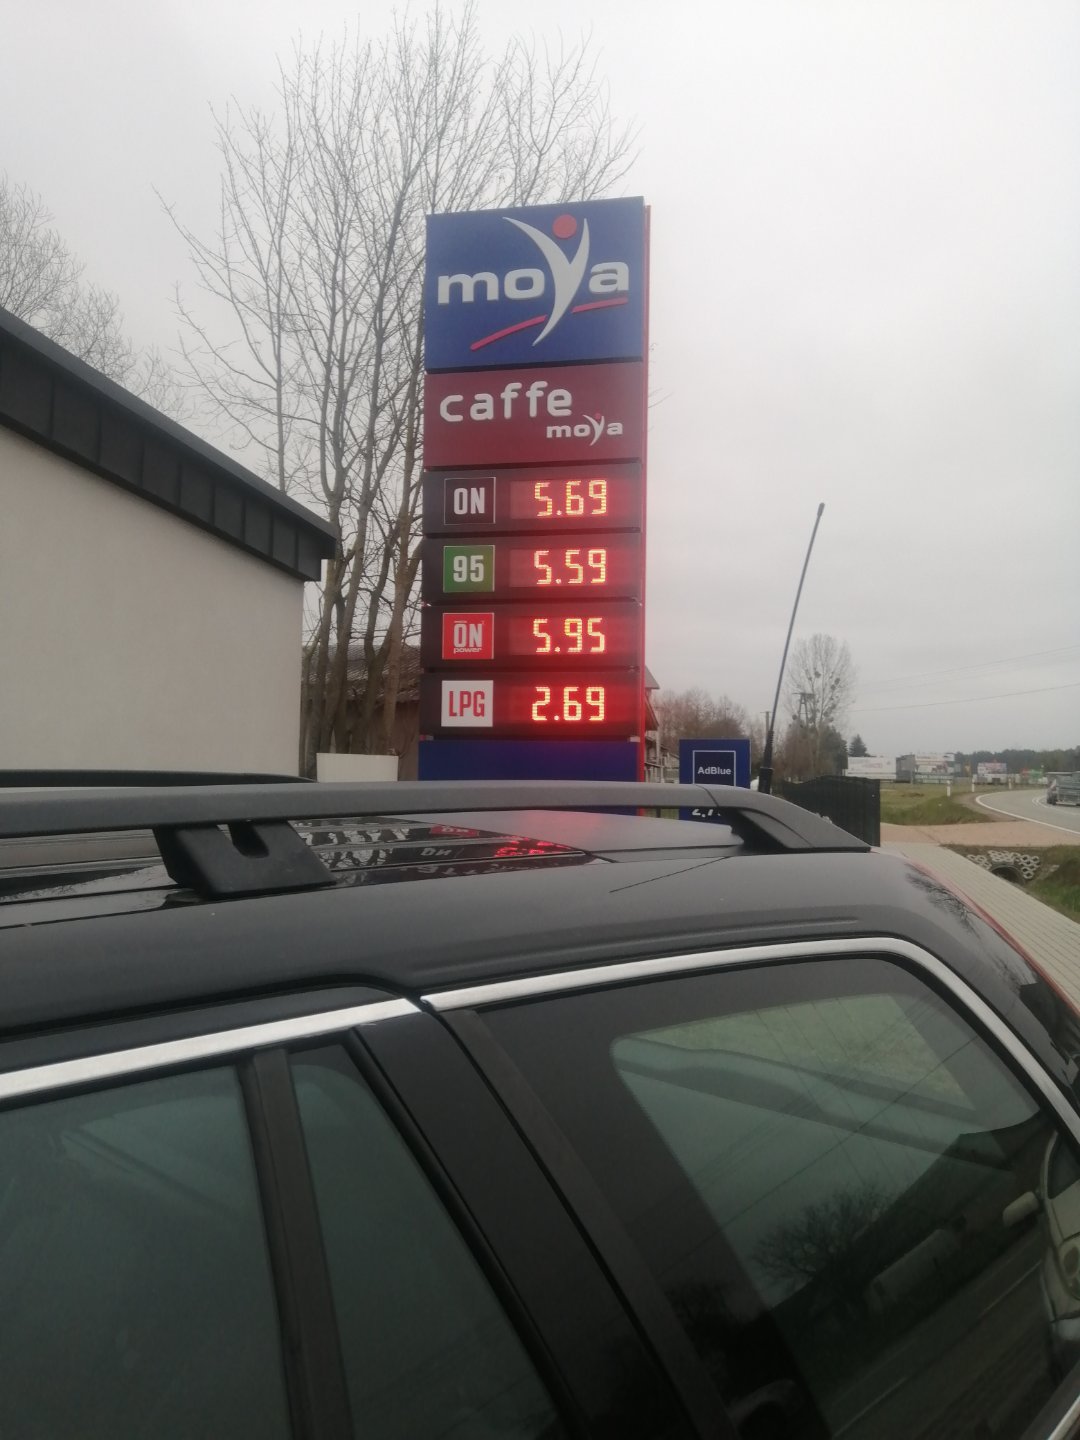 moya
caffe
moya
ON 5.69
95 5.59
ON
power 5.95
LPG 2.69
AdBlue